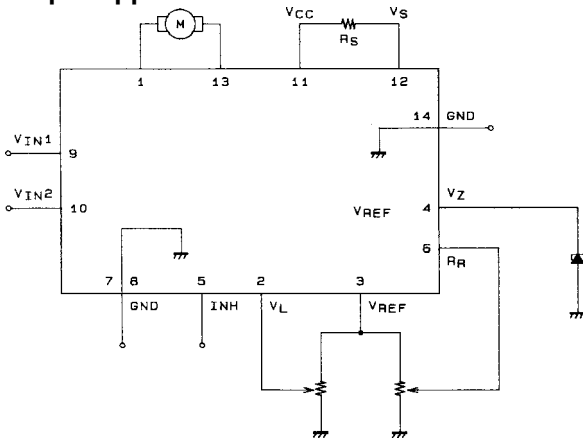 M
VCC VS
RS
1 13 11 12
14 GND
VIN1
9
VIN2
10
VZ
VREF 4
6
RR
7 8 5 2 3
GND INH VL VREF